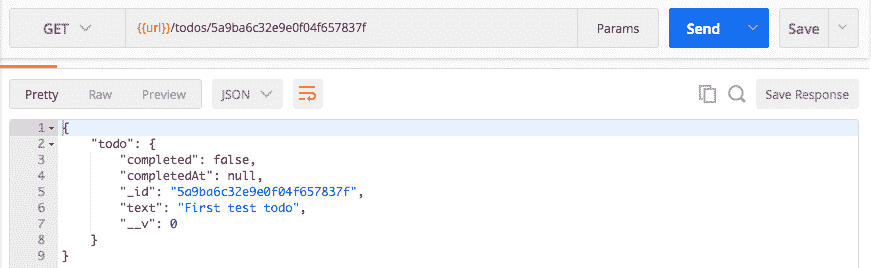 GET {{url}}/todos/5a9ba6c32e9e0f04f657837f Params Send Save
Pretty Raw Preview JSON Save Response
1 {
2 "todo": {
3 "completed": false,
4 "completedAt": null,
5 "_id": "5a9ba6c32e9e0f04f657837f",
6 "text": "First test todo",
7 "__v": 0
8 }
9 }